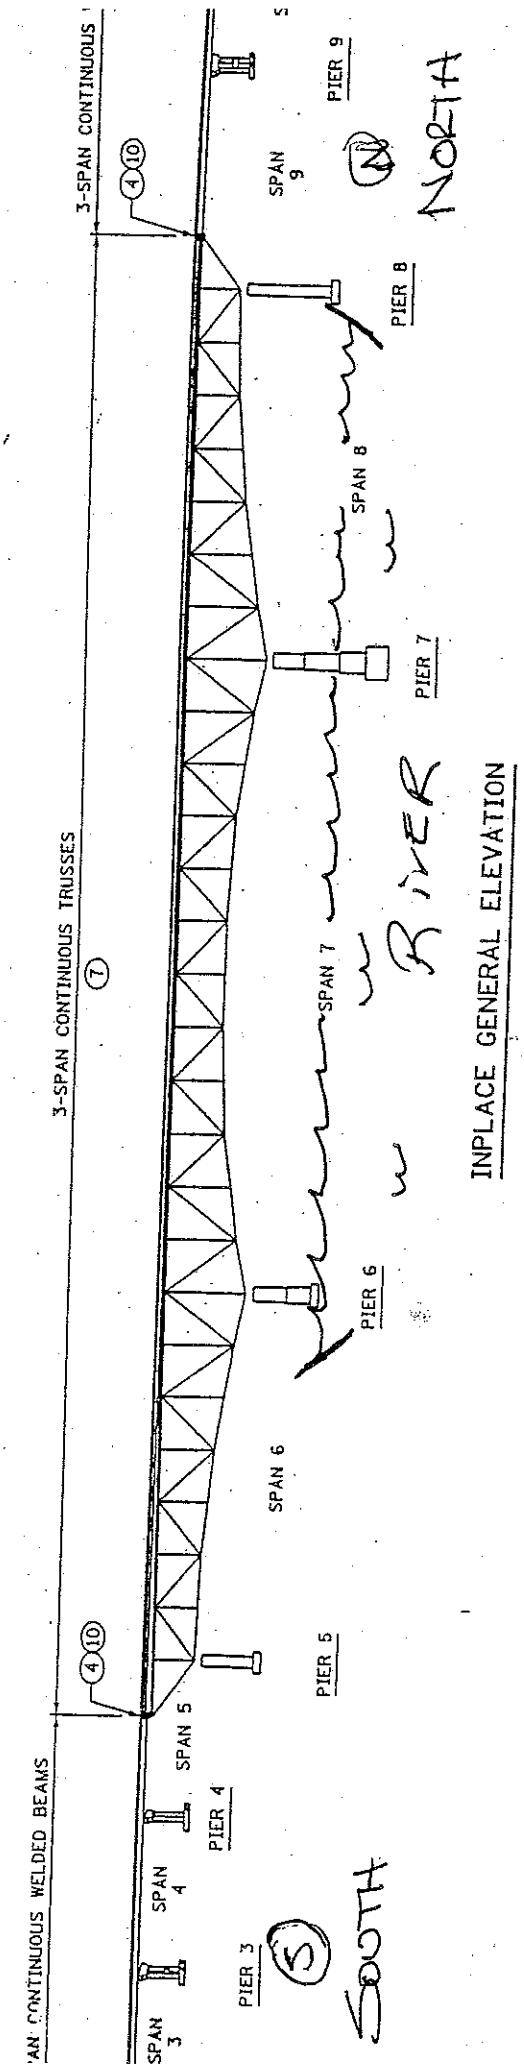 AN CONTINUOUS WELDED BEAMS
3-SPAN CONTINUOUS TRUSSES
3-SPAN CONTINUOUS
7
4 10
4 10
SPAN 3
PIER 3
SPAN 4
PIER 4
SPAN 5
PIER 5
SPAN 6
PIER 6
SPAN 7
PIER 7
SPAN 8
PIER 8
SPAN 9
PIER 9
S
S
SOUTH
RIVER
N
NORTH
INPLACE GENERAL ELEVATION